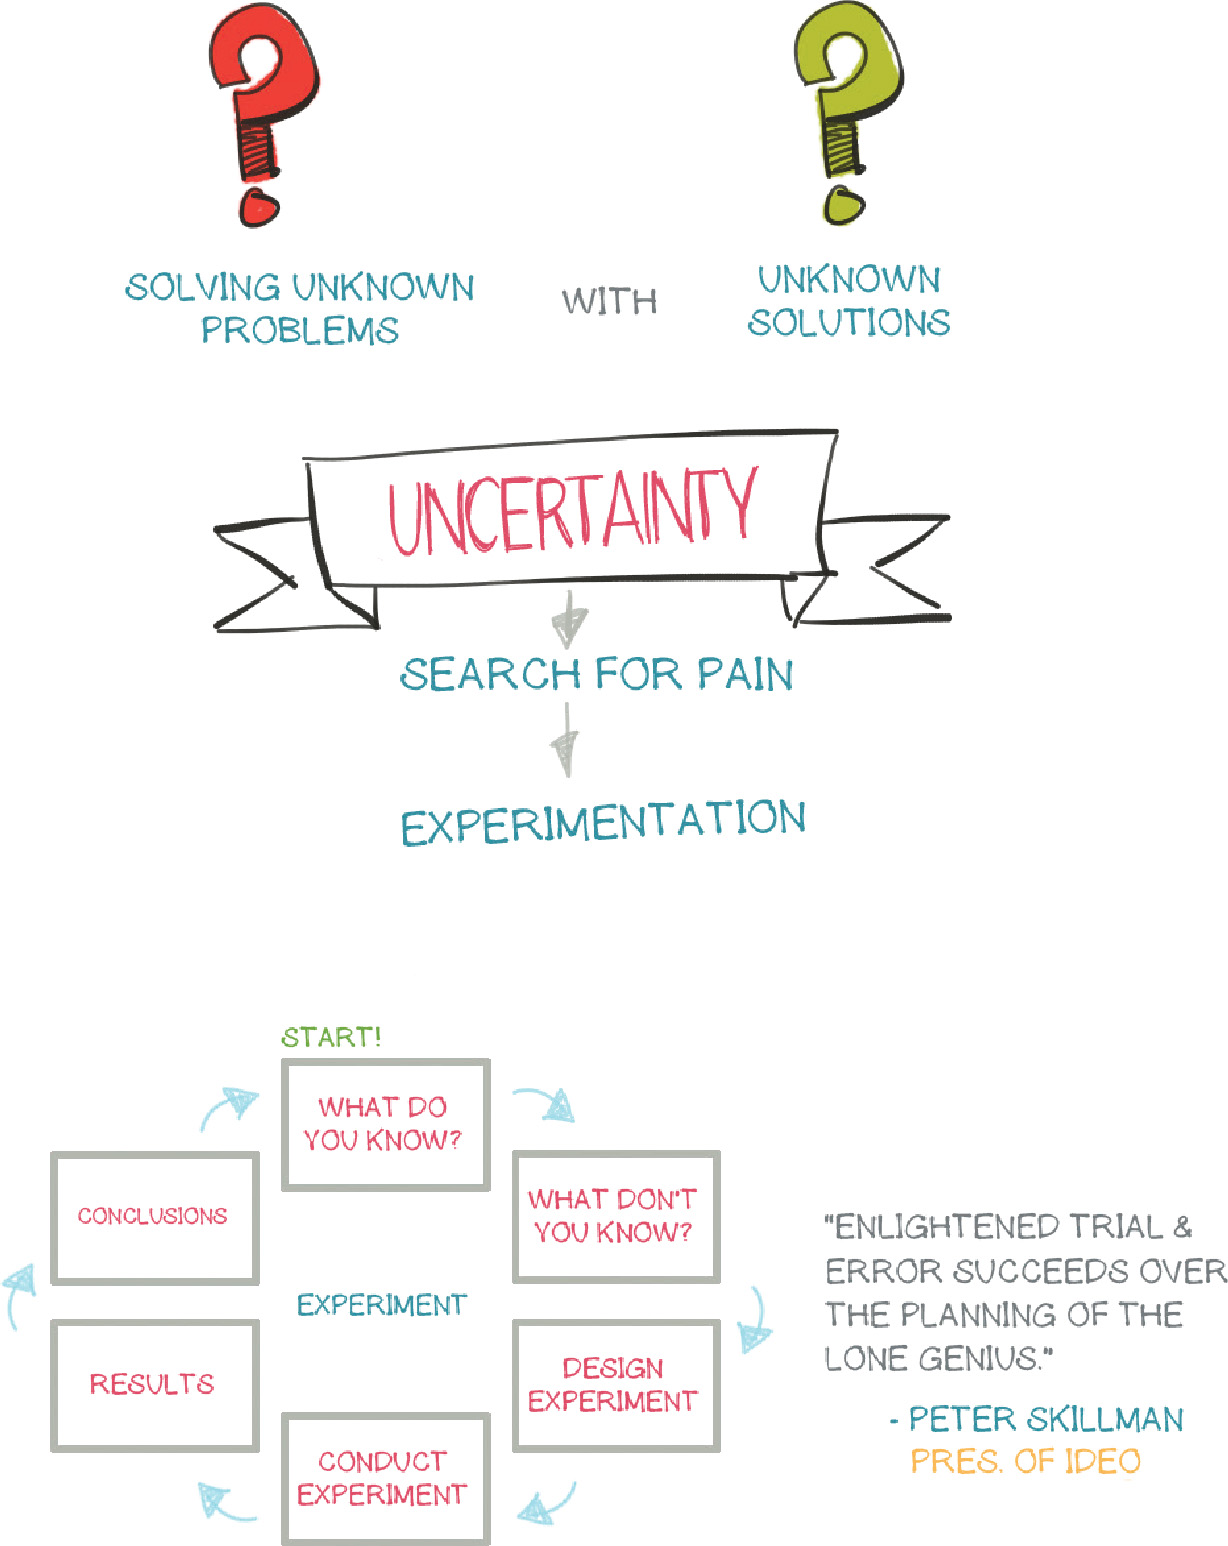 SOLVING UNKNOWN
PROBLEMS
WITH
UNKNOWN
SOLUTIONS
UNCERTAINTY
SEARCH FOR PAIN
EXPERIMENTATION
START!
WHAT DO
YOU KNOW?
WHAT DON'T
YOU KNOW?
DESIGN
EXPERIMENT
CONDUCT
EXPERIMENT
RESULTS
CONCLUSIONS
EXPERIMENT
"ENLIGHTENED TRIAL &
ERROR SUCCEEDS OVER
THE PLANNING OF THE
LONE GENIUS."
- PETER SKILLMAN
PRES. OF IDEO